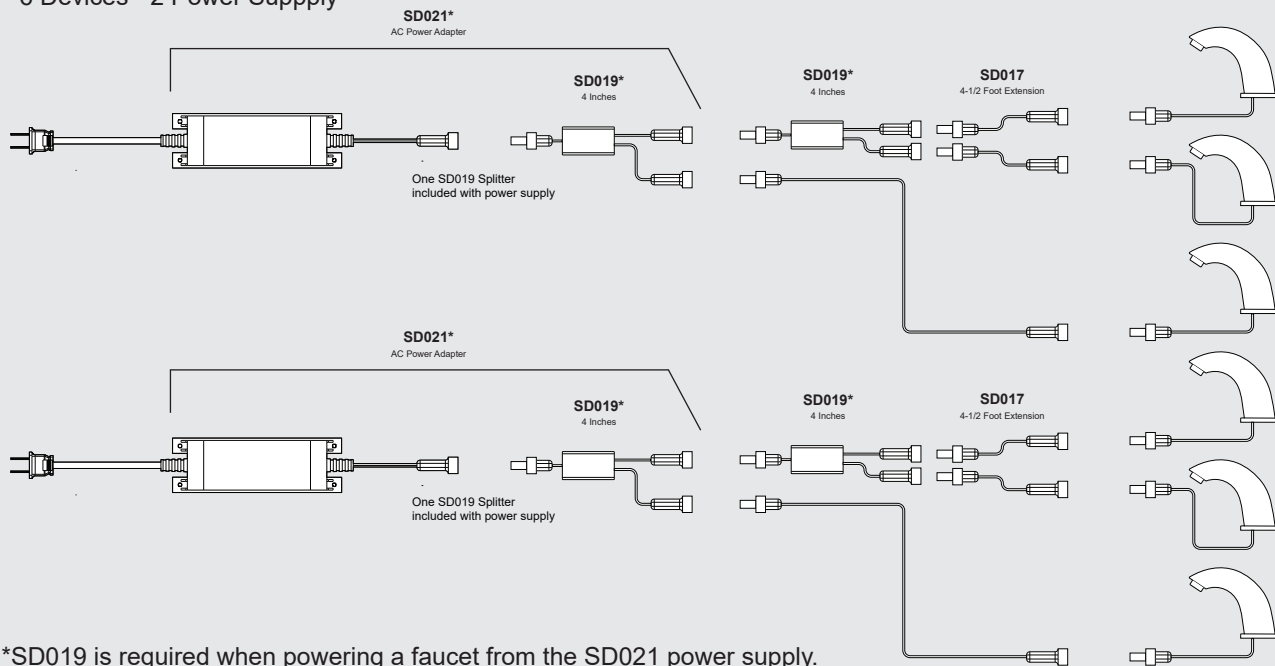 6 Devices - 2 Power Suppply
SD021*
AC Power Adapter
SD019*
4 Inches
SD019*
4 Inches
SD017
4-1/2 Foot Extension
One SD019 Splitter
included with power supply
SD021*
AC Power Adapter
SD019*
4 Inches
SD019*
4 Inches
SD017
4-1/2 Foot Extension
One SD019 Splitter
included with power supply
*SD019 is required when powering a faucet from the SD021 power supply.